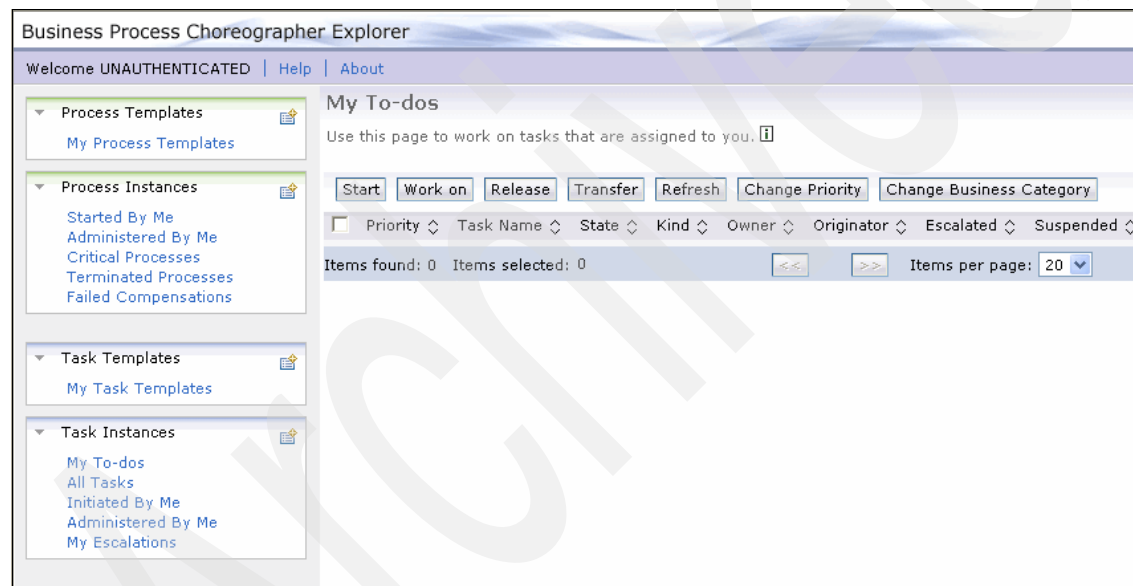 Business Process Choreographer Explorer
Welcome UNAUTHENTICATED | Help | About
Process Templates
My Process Templates
Process Instances
Started By Me
Administered By Me
Critical Processes
Terminated Processes
Failed Compensations
Task Templates
My Task Templates
Task Instances
My To-dos
All Tasks
Initiated By Me
Administered By Me
My Escalations
My To-dos
Use this page to work on tasks that are assigned to you.
Start Work on Release Transfer Refresh Change Priority Change Business Category
Priority Task Name State Kind Owner Originator Escalated Suspended
Items found: 0 Items selected: 0 << >> Items per page: 20
Archived